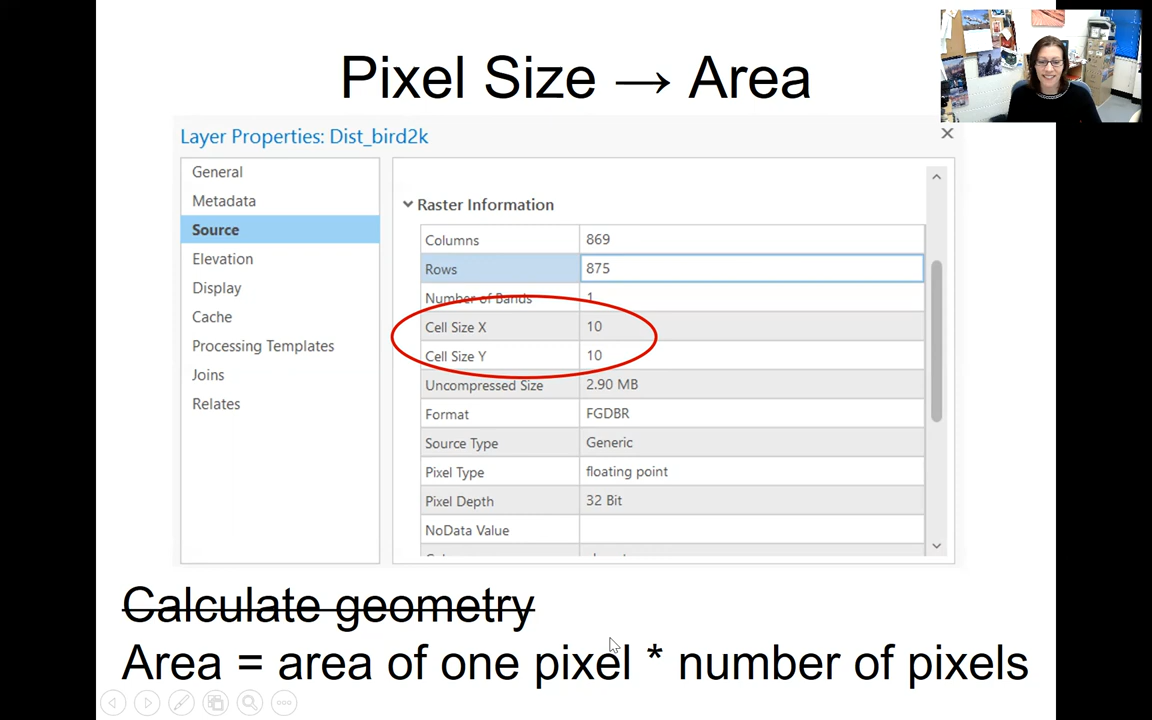 Pixel Size → Area
Layer Properties: Dist_bird2k
General
Metadata
Source
Elevation
Display
Cache
Processing Templates
Joins
Relates
Raster Information
Columns 869
Rows 875
Number of Bands 1
Cell Size X 10
Cell Size Y 10
Uncompressed Size 2.90 MB
Format FGDBR
Source Type Generic
Pixel Type floating point
Pixel Depth 32 Bit
NoData Value
Calculate geometry
Area = area of one pixel * number of pixels